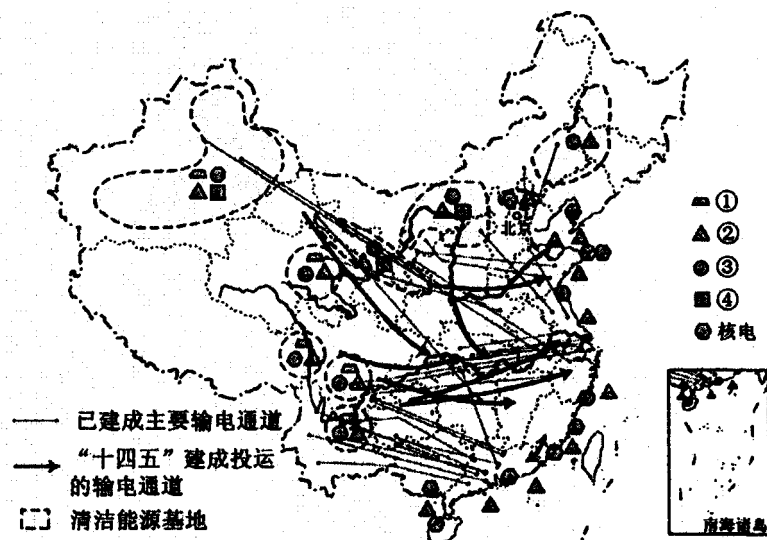 北京
①
②
③
④
核电
已建成主要输电通道
“十四五”建成投运
的输电通道
清洁能源基地
南海诸岛